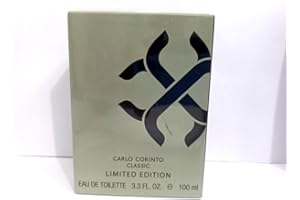 CARLO CORINTO
CLASSIC
LIMITED EDITION
EAU DE TOILETTE 3.3 FL. OZ. ℮ 100 ml